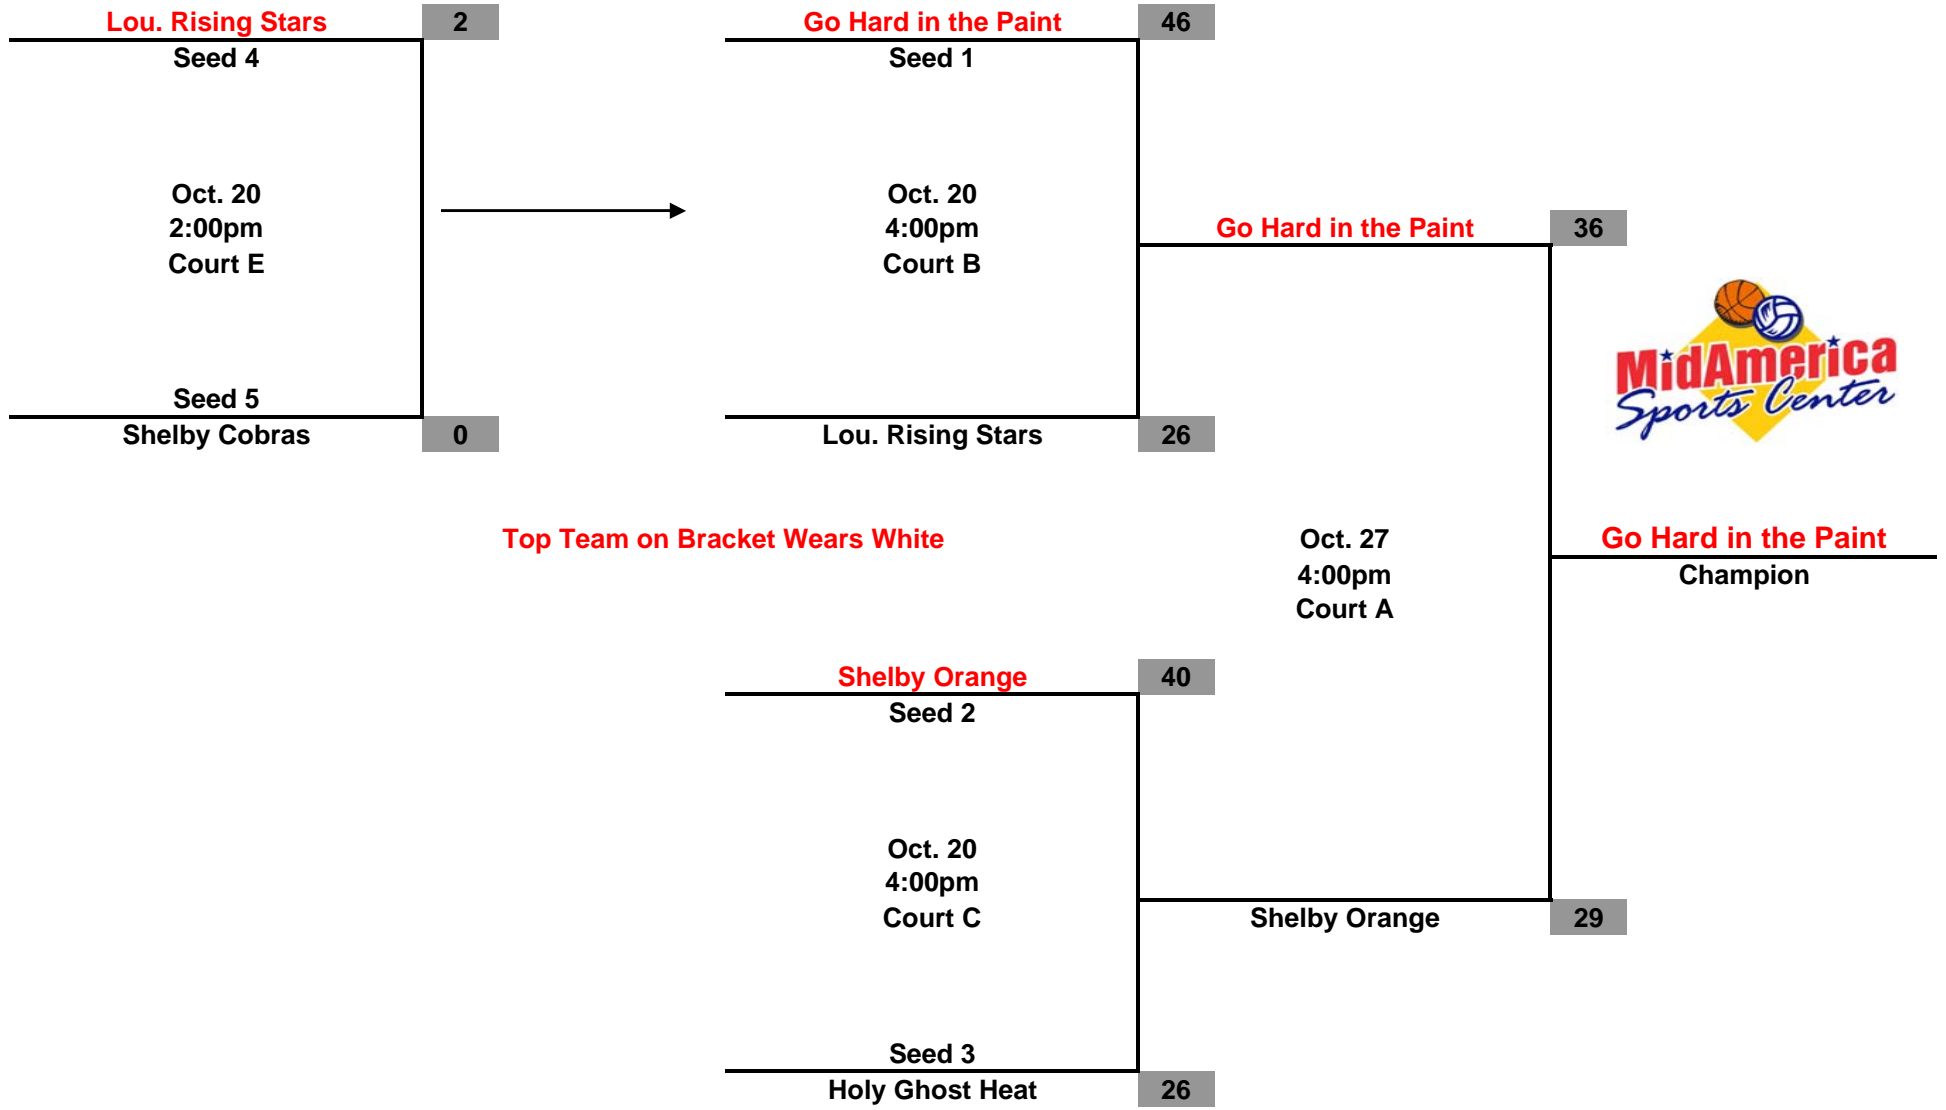 Lou. Rising Stars 2
Seed 4
Oct. 20
2:00pm
Court E
Seed 5
Shelby Cobras 0
Go Hard in the Paint 46
Seed 1
Oct. 20
4:00pm
Court B
Lou. Rising Stars 26
Go Hard in the Paint 36
MidAmerica
Sports Center
Top Team on Bracket Wears White
Oct. 27
4:00pm
Court A
Go Hard in the Paint
Champion
Shelby Orange 40
Seed 2
Oct. 20
4:00pm
Court C
Shelby Orange 29
Seed 3
Holy Ghost Heat 26